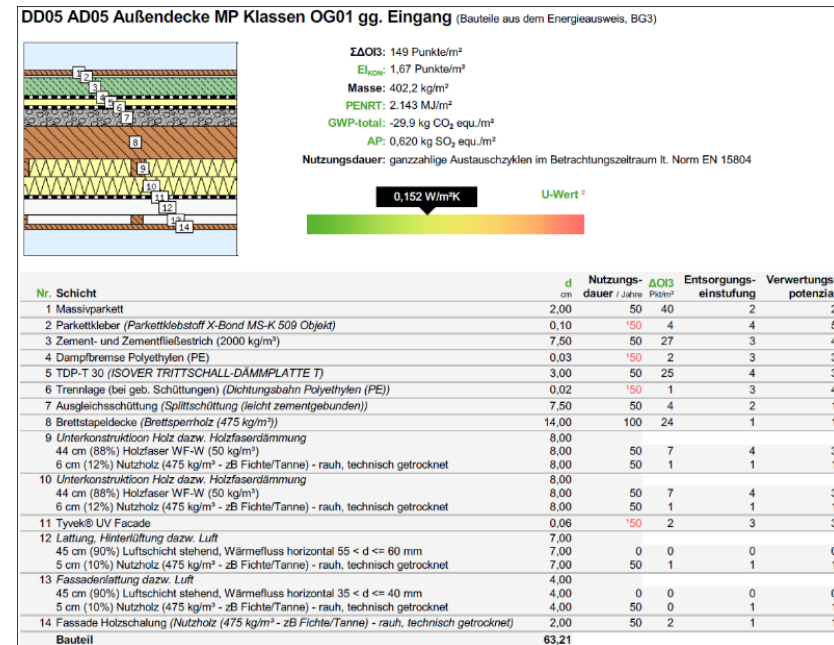 DD05 AD05 Außendecke MP Klassen OG01 gg. Eingang (Bauteile aus dem Energieausweis, BG3)
1
2
3
4
5
6
7
8
9
10
11
12
14
ΣΔOI3: 149 Punkte/m²
EI_KON: 1,67 Punkte/m²
Masse: 402,2 kg/m²
PENRT: 2.143 MJ/m²
GWP-total: -29,9 kg CO₂ equ./m²
AP: 0,620 kg SO₂ equ./m²
Nutzungsdauer: ganzzahlige Austauschzyklen im Betrachtungszeitraum lt. Norm EN 15804
0,152 W/m²K U-Wert ²
Nr. Schicht d cm Nutzungs-dauer / Jahre ΔOI3 Pkt/m² Entsorgungs-einstufung Verwertungs potenzia
1 Massivparkett 2,00 50 40 2 2
2 Parkettkleber (Parkettklebstoff X-Bond MS-K 509 Objekt) 0,10 ¹50 4 4 5
3 Zement- und Zementfließestrich (2000 kg/m³) 7,50 50 27 3 4
4 Dampfbremse Polyethylen (PE) 0,03 ¹50 2 3 3
5 TDP-T 30 (ISOVER TRITTSCHALL-DÄMMPLATTE T) 3,00 50 25 4 3
6 Trennlage (bei geb. Schüttungen) (Dichtungsbahn Polyethylen (PE)) 0,02 ¹50 1 3 4
7 Ausgleichsschüttung (Splittschüttung (leicht zementgebunden)) 7,50 50 4 2 1
8 Brettstapeldecke (Brettsperrholz (475 kg/m³)) 14,00 100 24 1 1
9 Unterkonstruktioon Holz dazw. Holzfaserdämmung 8,00
44 cm (88%) Holzfaser WF-W (50 kg/m³) 8,00 50 7 4 3
6 cm (12%) Nutzholz (475 kg/m³ - zB Fichte/Tanne) - rauh, technisch getrocknet 8,00 50 1 1 1
10 Unterkonstruktioon Holz dazw. Holzfaserdämmung 8,00
44 cm (88%) Holzfaser WF-W (50 kg/m³) 8,00 50 7 4 3
6 cm (12%) Nutzholz (475 kg/m³ - zB Fichte/Tanne) - rauh, technisch getrocknet 8,00 50 1 1 1
11 Tyvek® UV Facade 0,06 ¹50 2 3 3
12 Lattung, Hinterlüftung dazw. Luft 7,00
45 cm (90%) Luftschicht stehend, Wärmefluss horizontal 55 < d <= 60 mm 7,00 0 0 0 0
5 cm (10%) Nutzholz (475 kg/m³ - zB Fichte/Tanne) - rauh, technisch getrocknet 7,00 50 1 1 1
13 Fassadenlattung dazw. Luft 4,00
45 cm (90%) Luftschicht stehend, Wärmefluss horizontal 35 < d <= 40 mm 4,00 0 0 0 0
5 cm (10%) Nutzholz (475 kg/m³ - zB Fichte/Tanne) - rauh, technisch getrocknet 4,00 50 0 1 1
14 Fassade Holzschalung (Nutzholz (475 kg/m³ - zB Fichte/Tanne) - rauh, technisch getrocknet) 2,00 50 2 1 1
Bauteil 63,21